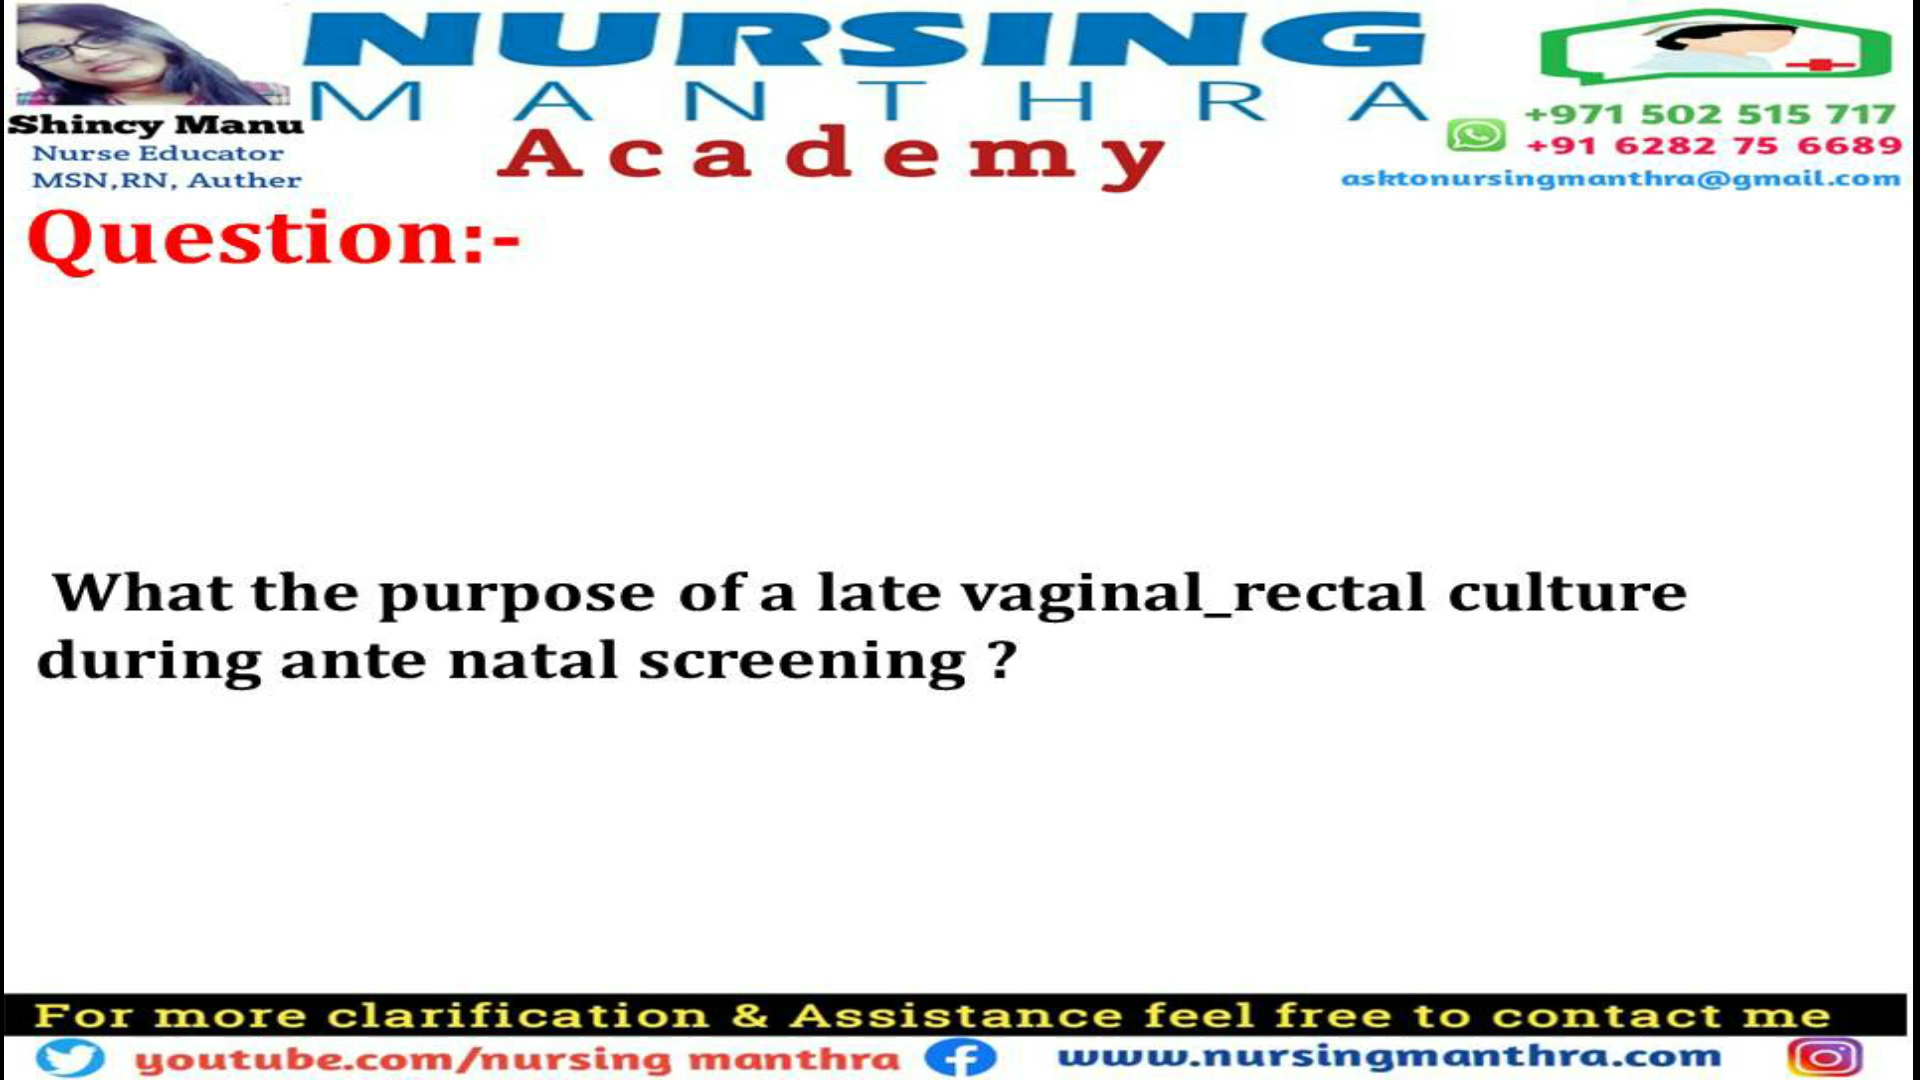 NURSING
MANTHRA
Academy
Shincy Manu
Nurse Educator
MSN,RN, Auther
+971 502 515 717
+91 6282 75 6689
asktonursingmanthra@gmail.com
Question:-
What the purpose of a late vaginal_rectal culture
during ante natal screening ?
For more clarification & Assistance feel free to contact me
youtube.com/nursing manthra
www.nursingmanthra.com